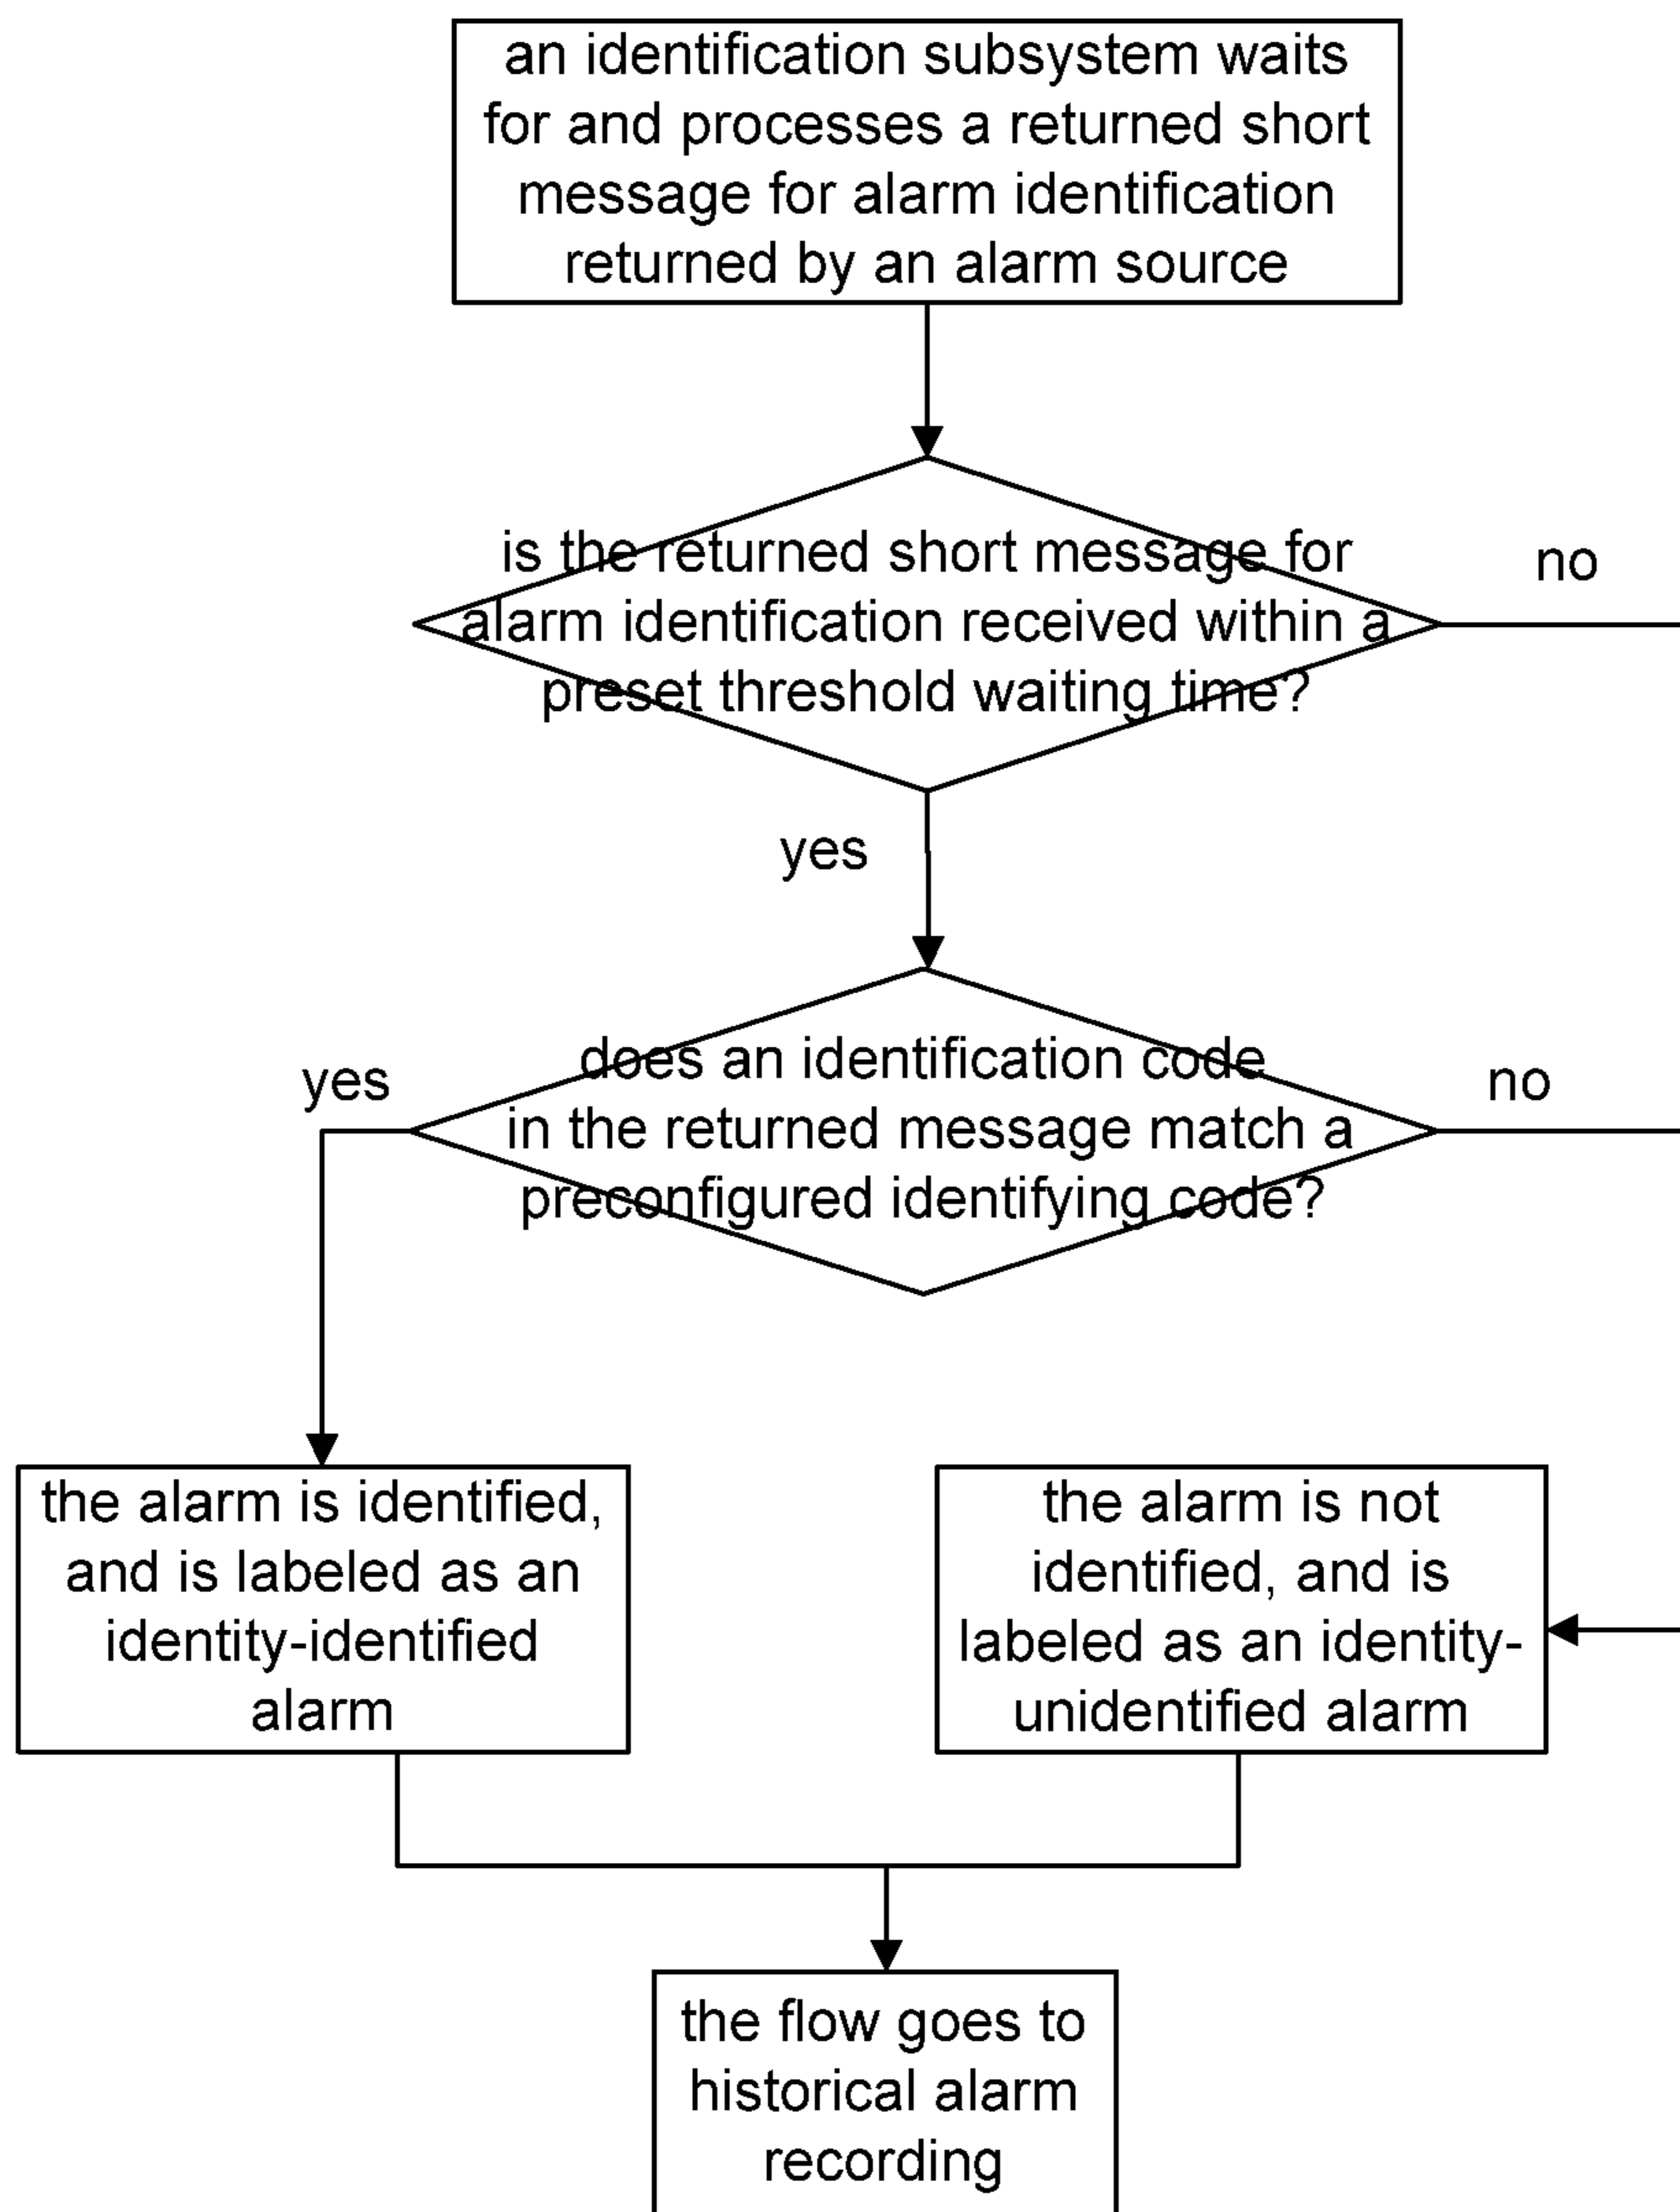 an identification subsystem waits
for and processes a returned short
message for alarm identification
returned by an alarm source
is the returned short message for
alarm identification received within a
preset threshold waiting time?
no
yes
does an identification code
in the returned message match a
preconfigured identifying code?
yes
no
the alarm is identified,
and is labeled as an
identity-identified
alarm
the alarm is not
identified, and is
labeled as an identity-
unidentified alarm
the flow goes to
historical alarm
recording